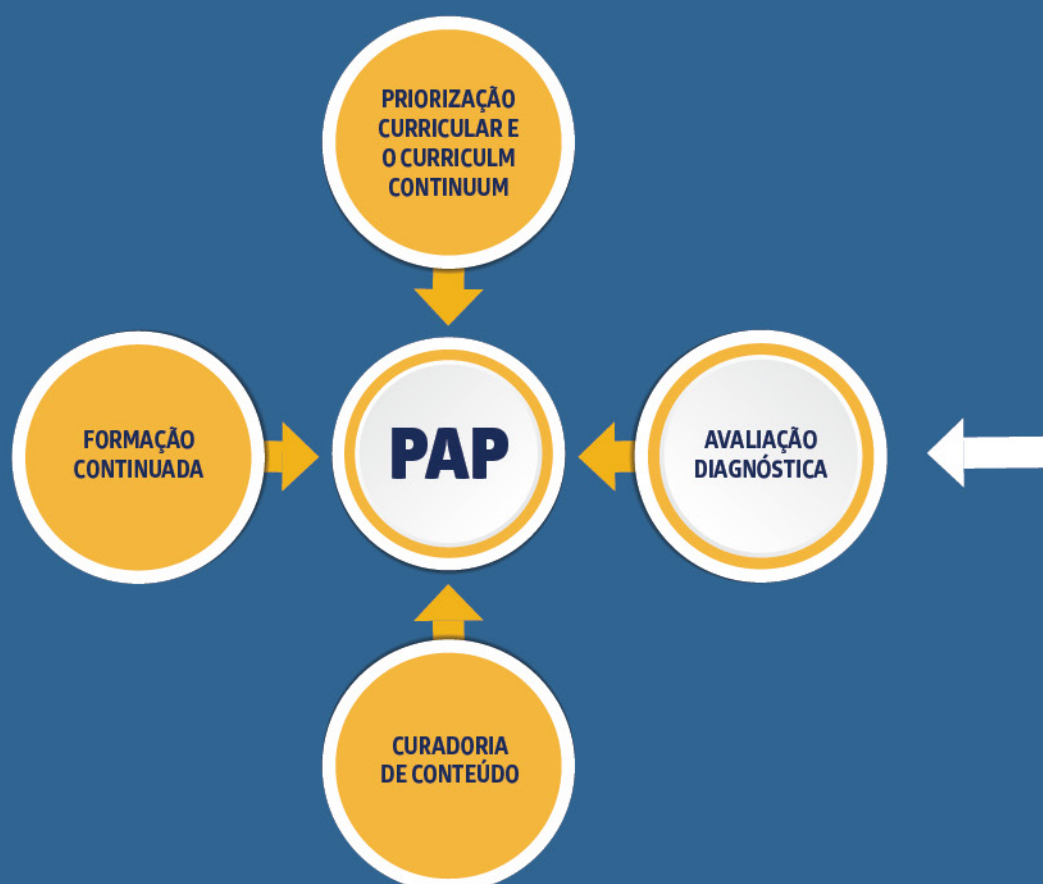 PRIORIZAÇÃO
CURRICULAR E
O CURRICULM
CONTINUUM
FORMAÇÃO
CONTINUADA
PAP
AVALIAÇÃO
DIAGNÓSTICA
CURADORIA
DE CONTEÚDO